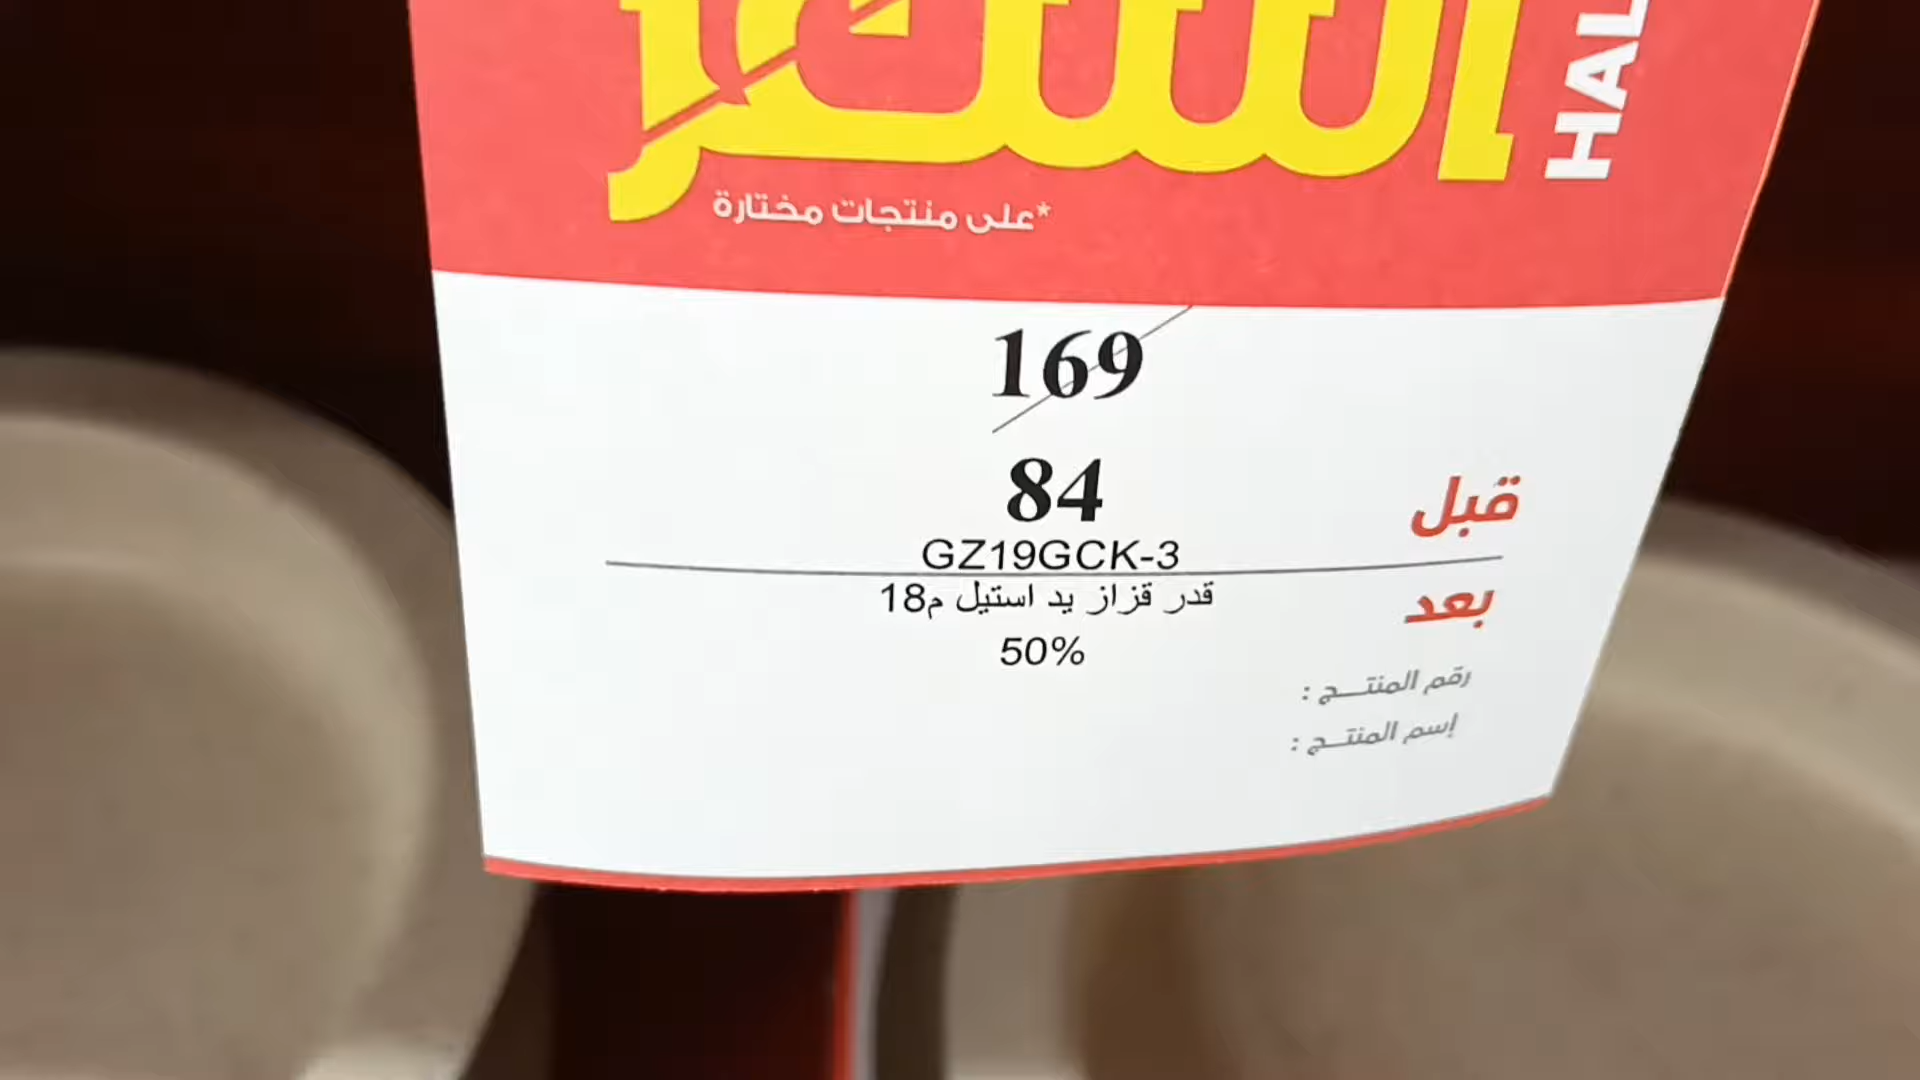 السعر
HAL
*على منتجات مختارة
169
84
قبل
GZ19GCK-3
قدر قزاز يد استيل م18
بعد
50%
رقم المنتـــج :
إسم المنتـــج :